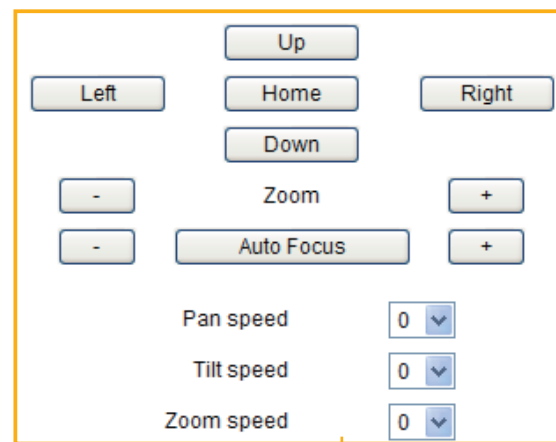 Up
Left Home Right
Down
- Zoom +
- Auto Focus +
Pan speed 0
Tilt speed 0
Zoom speed 0